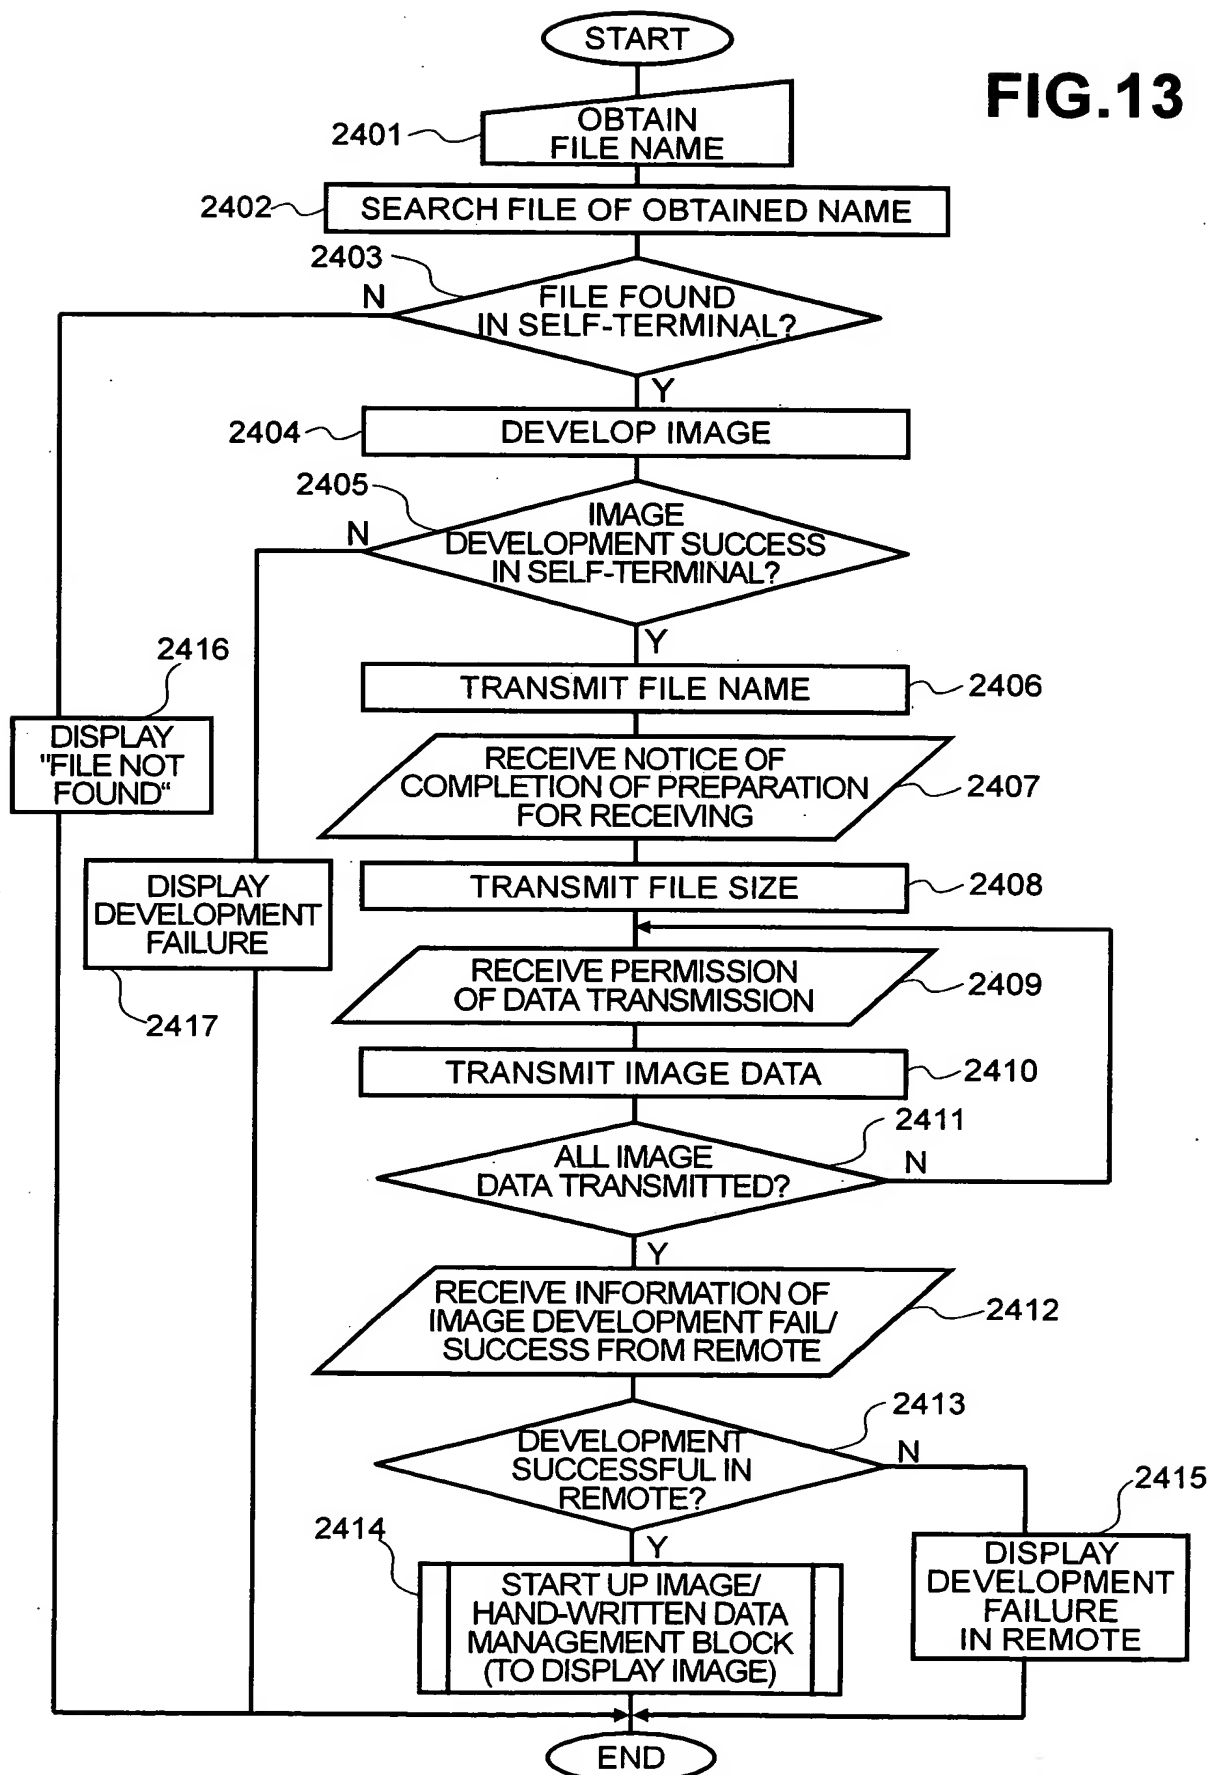 START
FIG.13
2401
OBTAIN
FILE NAME
2402
SEARCH FILE OF OBTAINED NAME
2403
N
FILE FOUND
IN SELF-TERMINAL?
Y
2404
DEVELOP IMAGE
2405
N
IMAGE
DEVELOPMENT SUCCESS
IN SELF-TERMINAL?
Y
2416
DISPLAY
"FILE NOT
FOUND"
TRANSMIT FILE NAME
2406
RECEIVE NOTICE OF
COMPLETION OF PREPARATION
FOR RECEIVING
2407
DISPLAY
DEVELOPMENT
FAILURE
2417
TRANSMIT FILE SIZE
2408
RECEIVE PERMISSION
OF DATA TRANSMISSION
2409
TRANSMIT IMAGE DATA
2410
2411
ALL IMAGE
DATA TRANSMITTED?
N
Y
RECEIVE INFORMATION OF
IMAGE DEVELOPMENT FAIL/
SUCCESS FROM REMOTE
2412
2413
DEVELOPMENT
SUCCESSFUL IN
REMOTE?
N
Y
2415
DISPLAY
DEVELOPMENT
FAILURE
IN REMOTE
2414
START UP IMAGE/
HAND-WRITTEN DATA
MANAGEMENT BLOCK
(TO DISPLAY IMAGE)
END